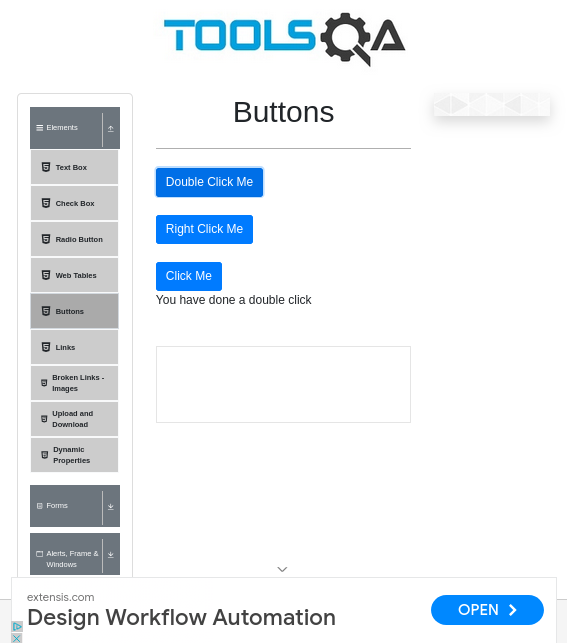 TOOLSQA
Buttons
Elements
Text Box
Check Box
Radio Button
Web Tables
Buttons
Links
Broken Links -
Images
Upload and
Download
Dynamic
Properties
Forms
Alerts, Frame &
Windows
Double Click Me
Right Click Me
Click Me
You have done a double click
extensis.com
Design Workflow Automation
OPEN